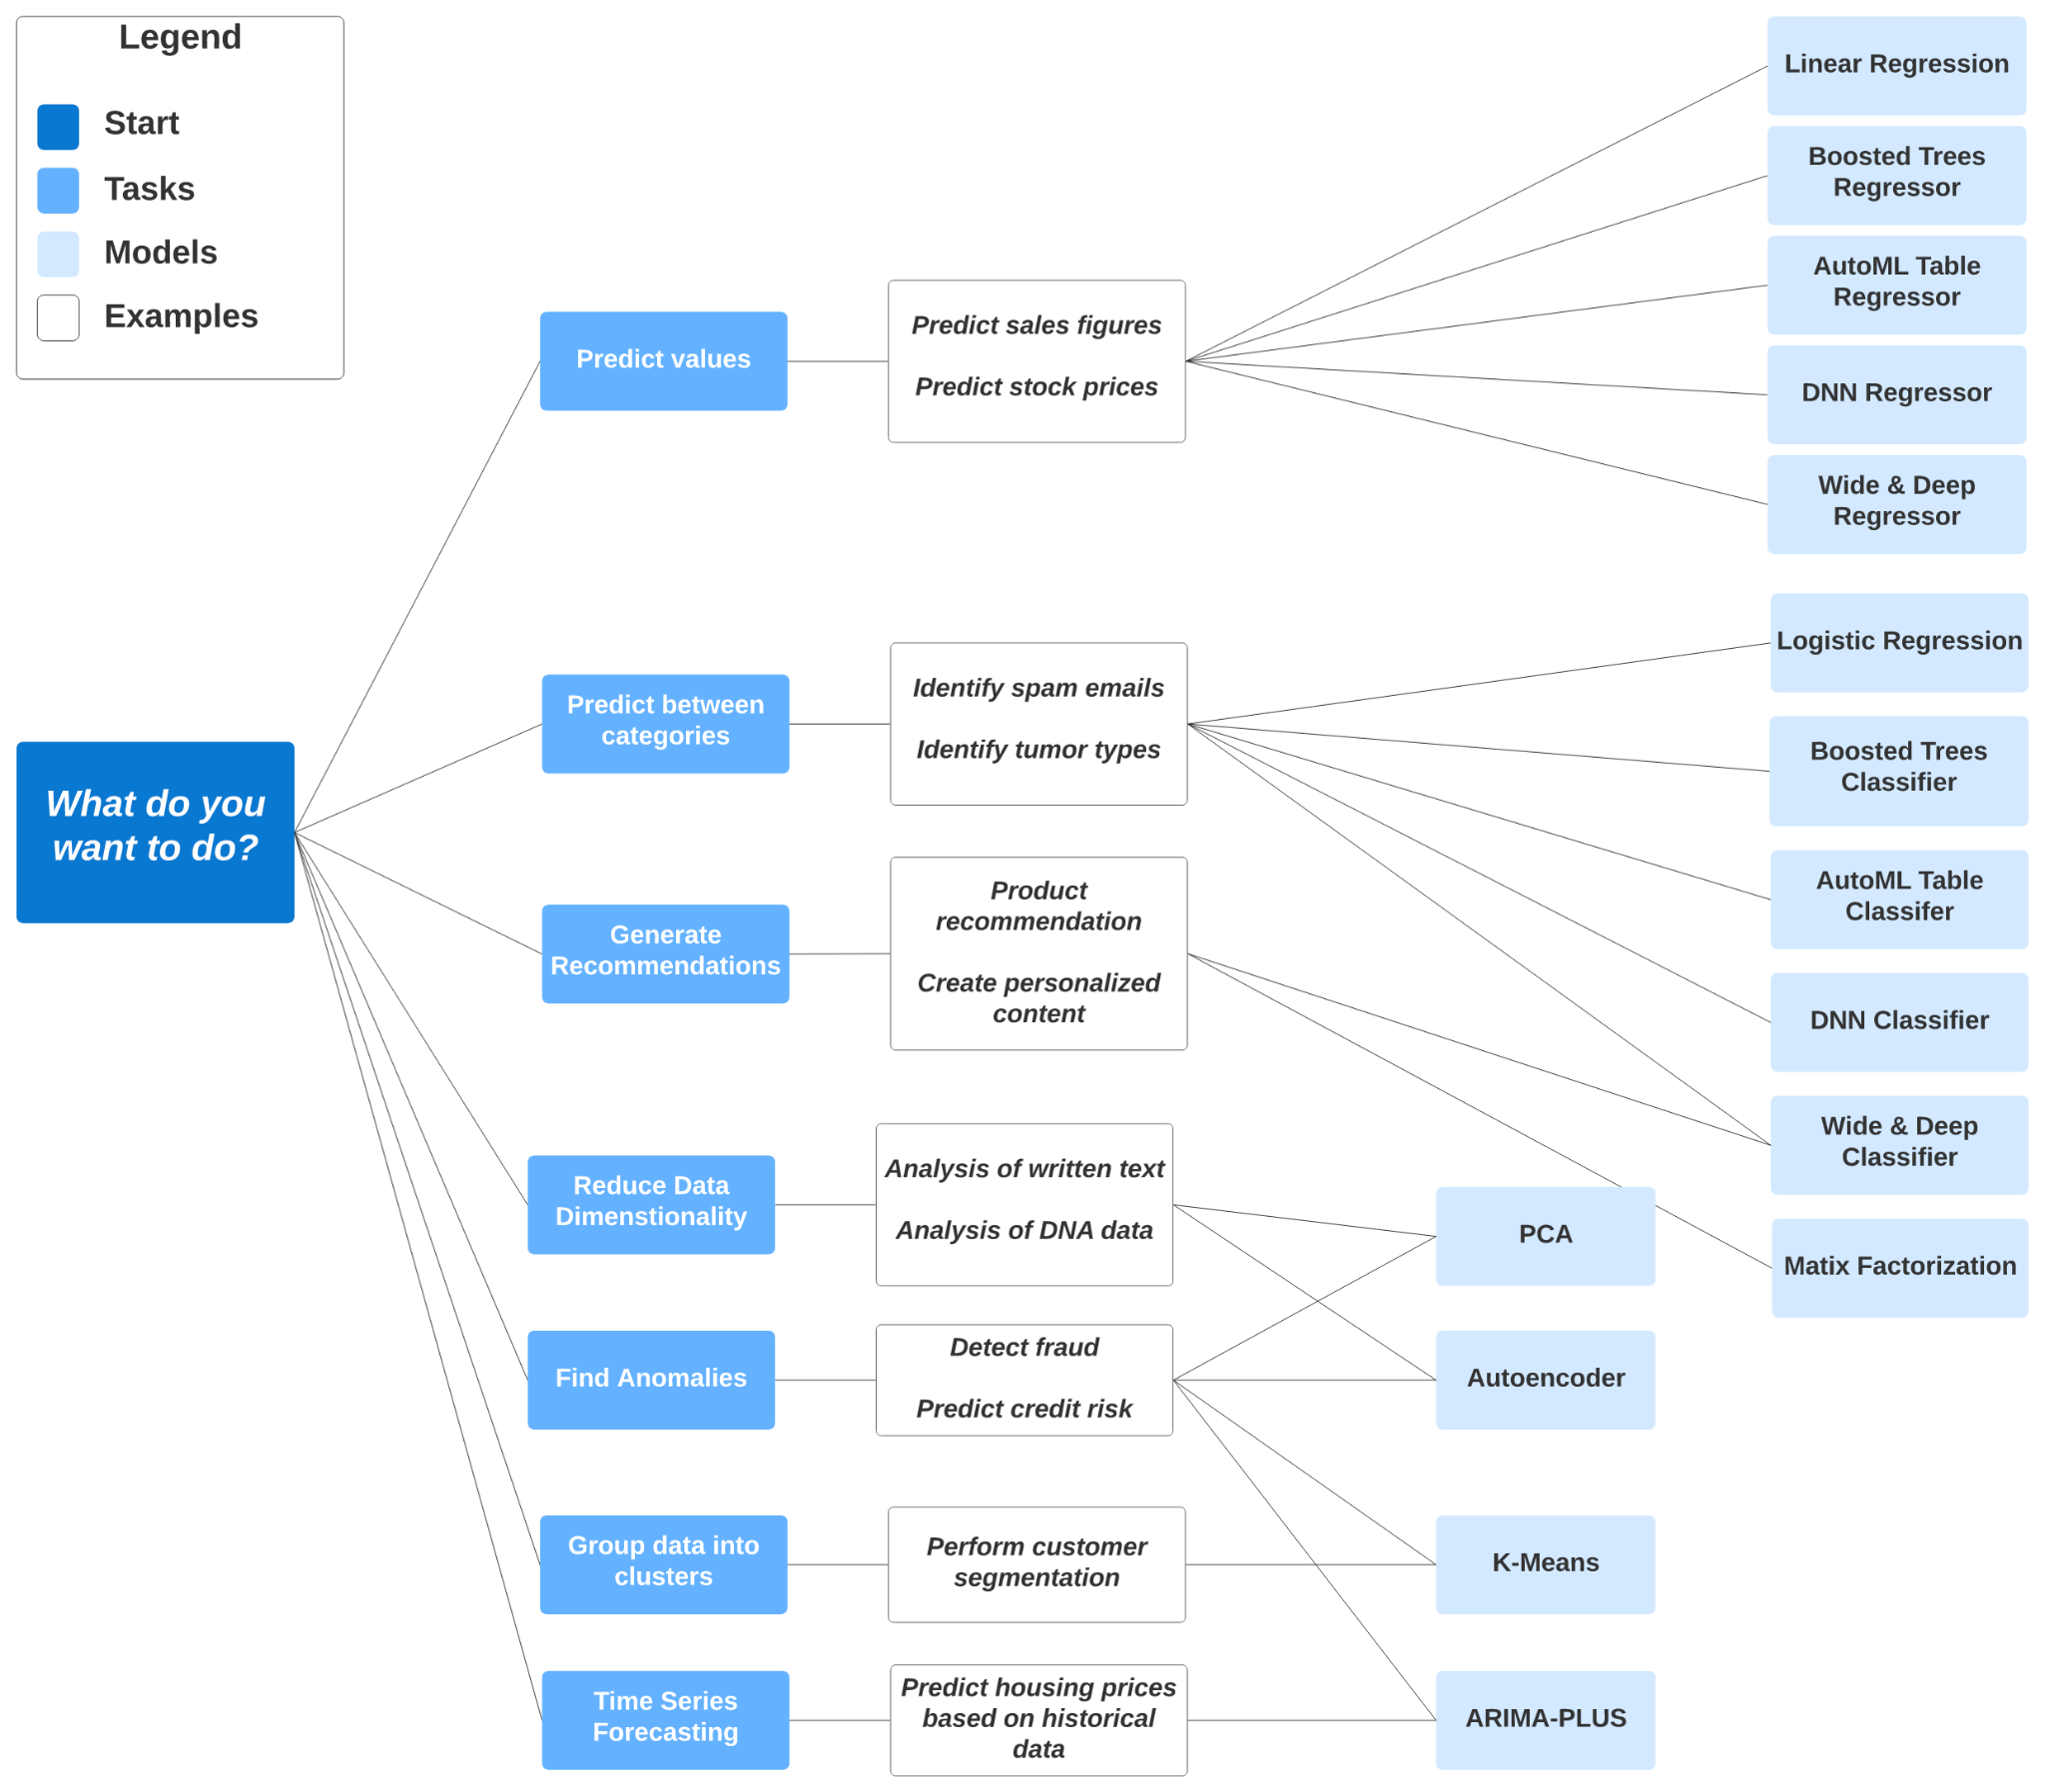 Legend
Start
Tasks
Models
Examples
What do you
want to do?
Predict values
Predict sales figures
Predict stock prices
Linear Regression
Boosted Trees
Regressor
AutoML Table
Regressor
DNN Regressor
Wide & Deep
Regressor
Predict between
categories
Identify spam emails
Identify tumor types
Logistic Regression
Boosted Trees
Classifier
AutoML Table
Classifer
DNN Classifier
Wide & Deep
Classifier
Generate
Recommendations
Product
recommendation
Create personalized
content
Matix Factorization
Reduce Data
Dimenstionality
Analysis of written text
Analysis of DNA data
PCA
Find Anomalies
Detect fraud
Predict credit risk
Autoencoder
Group data into
clusters
Perform customer
segmentation
K-Means
Time Series
Forecasting
Predict housing prices
based on historical
data
ARIMA-PLUS